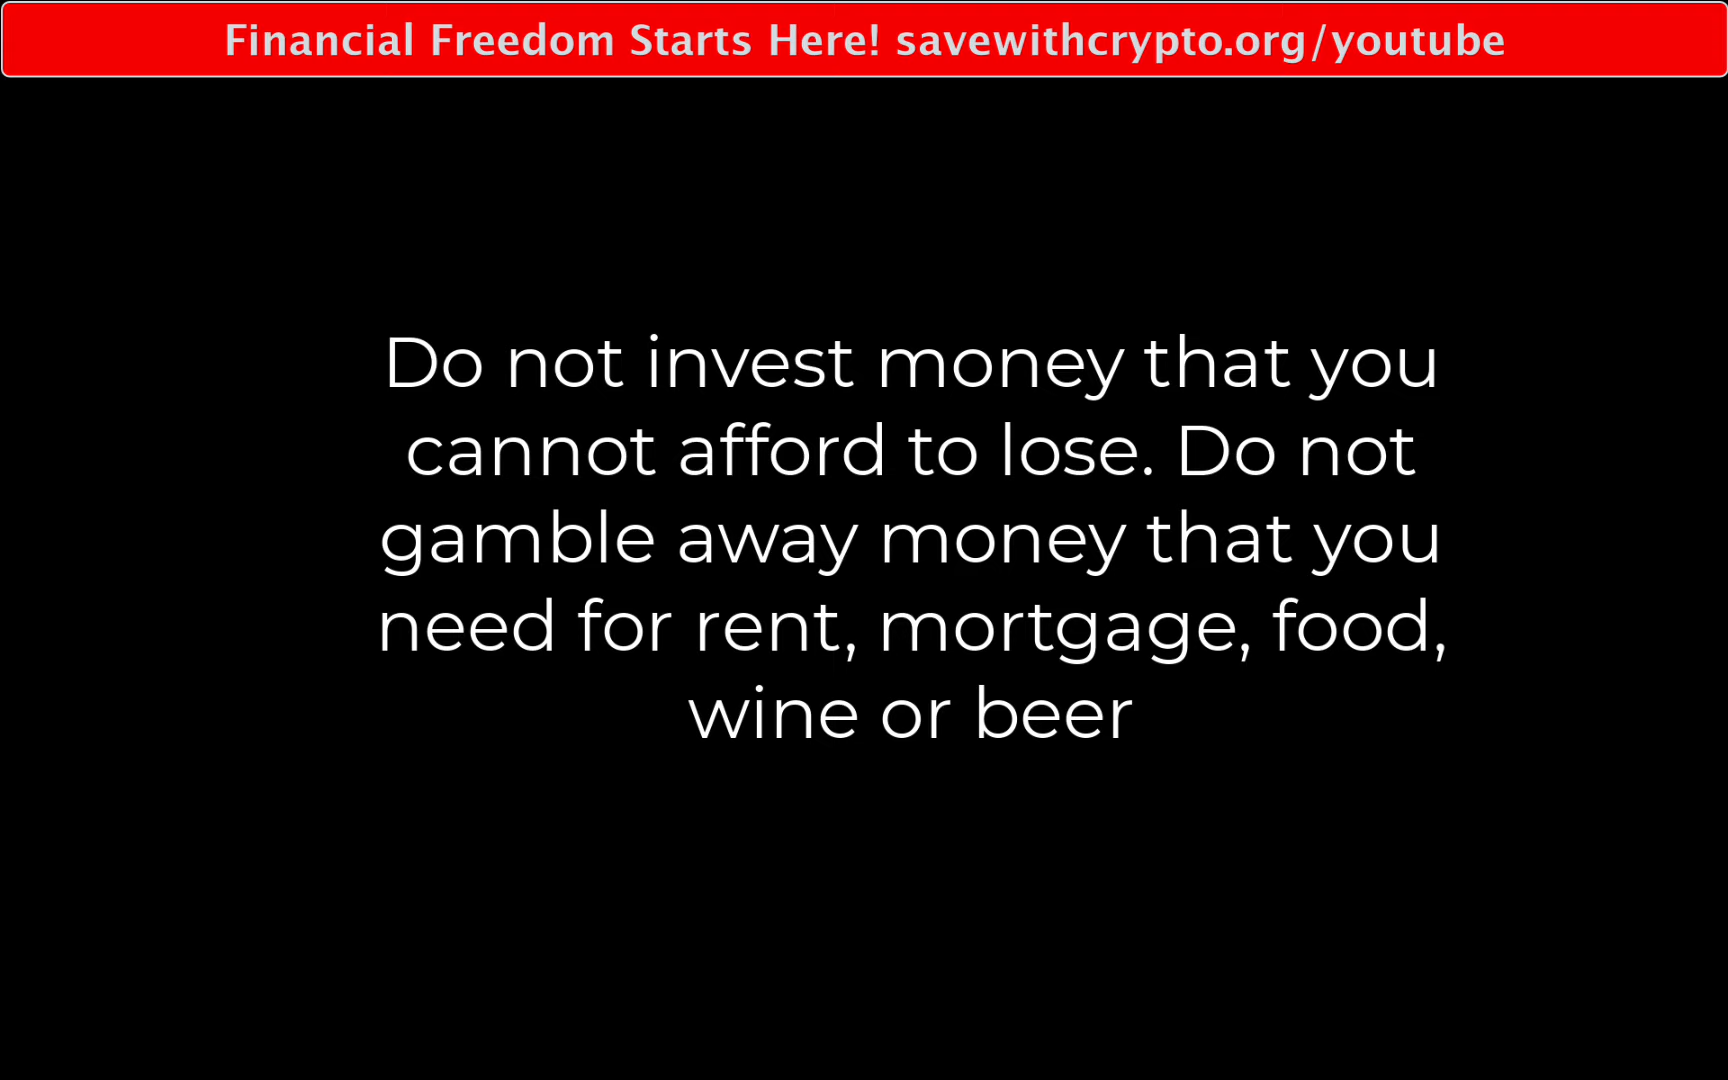 Financial Freedom Starts Here! savewithcrypto.org/youtube
Do not invest money that you
cannot afford to lose. Do not
gamble away money that you
need for rent, mortgage, food,
wine or beer